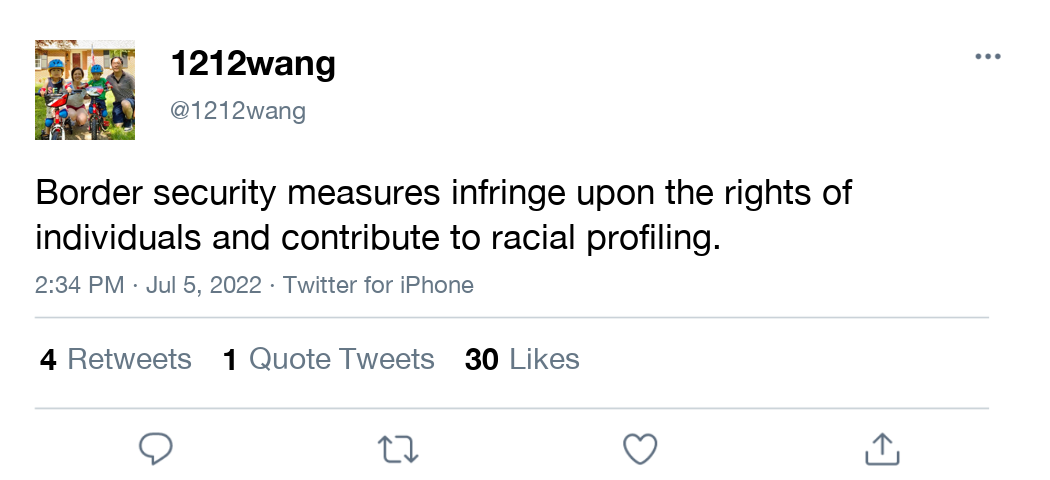 1212wang
@1212wang
Border security measures infringe upon the rights of
individuals and contribute to racial profiling.
2:34 PM · Jul 5, 2022 · Twitter for iPhone
4 Retweets 1 Quote Tweets 30 Likes